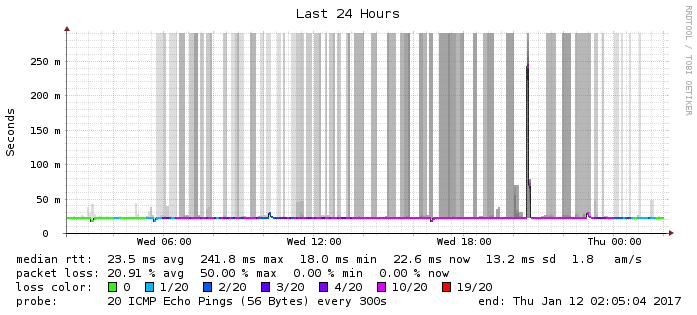 Last 24 Hours
RRDTOOL / TOBI OETIKER
Seconds
250 m
200 m
150 m
100 m
50 m
0
Wed 06:00 Wed 12:00 Wed 18:00 Thu 00:00
median rtt: 23.5 ms avg 241.8 ms max 18.0 ms min 22.6 ms now 13.2 ms sd 1.8 am/s
packet loss: 20.91 % avg 50.00 % max 0.00 % min 0.00 % now
loss color: 0 1/20 2/20 3/20 4/20 10/20 19/20
probe: 20 ICMP Echo Pings (56 Bytes) every 300s end: Thu Jan 12 02:05:04 2017